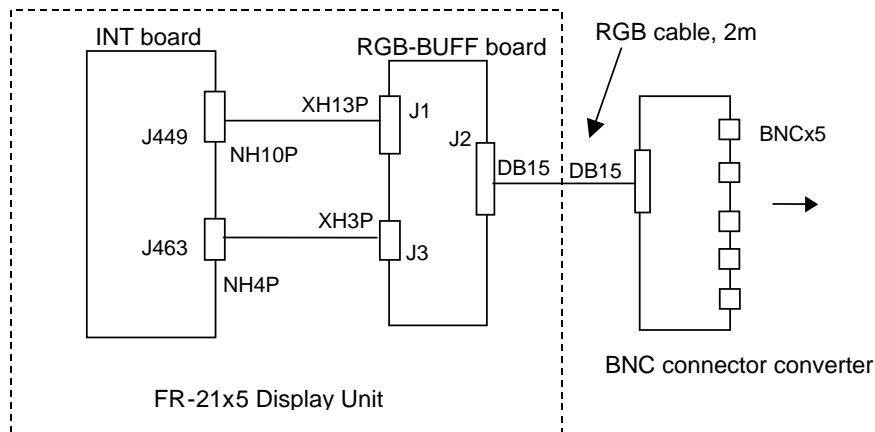 INT board
RGB-BUFF board
RGB cable, 2m
XH13P
J1
J449
NH10P
J2
DB15
DB15
BNCx5
XH3P
J463
J3
NH4P
BNC connector converter
FR-21x5 Display Unit